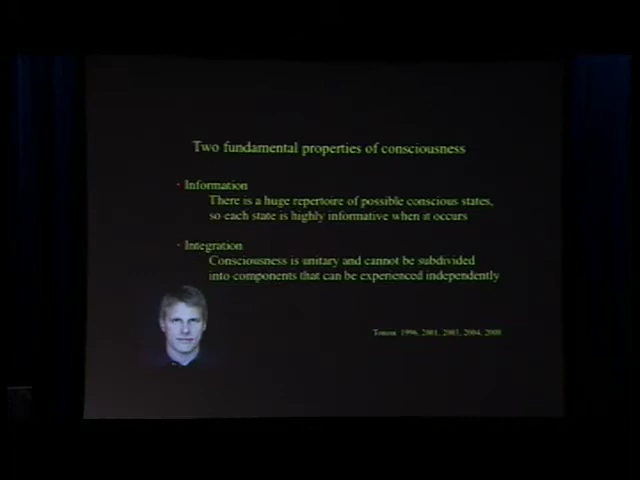 Two fundamental properties of consciousness
· Information
There is a huge repertoire of possible conscious states,
so each state is highly informative when it occurs
· Integration
Consciousness is unitary and cannot be subdivided
into components that can be experienced independently
Tononi 1996, 2001, 2003, 2004, 2008